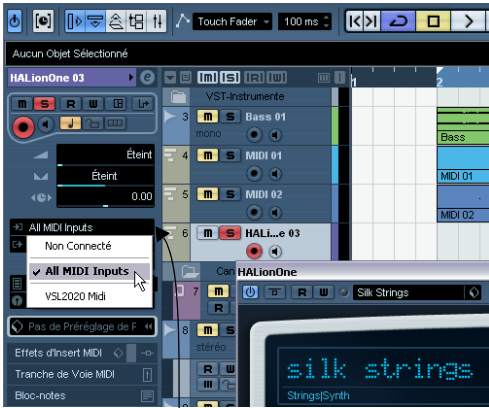 Touch Fader
100 ms
Aucun Objet Sélectionné
HALionOne 03
VST-Instrumente
m S R W
Éteint
Éteint
0.00
All MIDI Inputs
Non Connecté
All MIDI Inputs
VSL2020 Midi
Pas de Préréglage de F
Effets d'Insert MIDI
Tranche de Voie MIDI
Bloc-notes
[m] [S] [R] [W]
3 m S Bass 01
mono
4 m S MIDI 01
5 m S MIDI 02
6 m S HALi...e 03
Can
7 m
R
8 m S
stéréo
R W
1
2
Bass
MIDI 01
MIDI 02
HALionOne
R W Silk Strings
silk strings
Strings|Synth